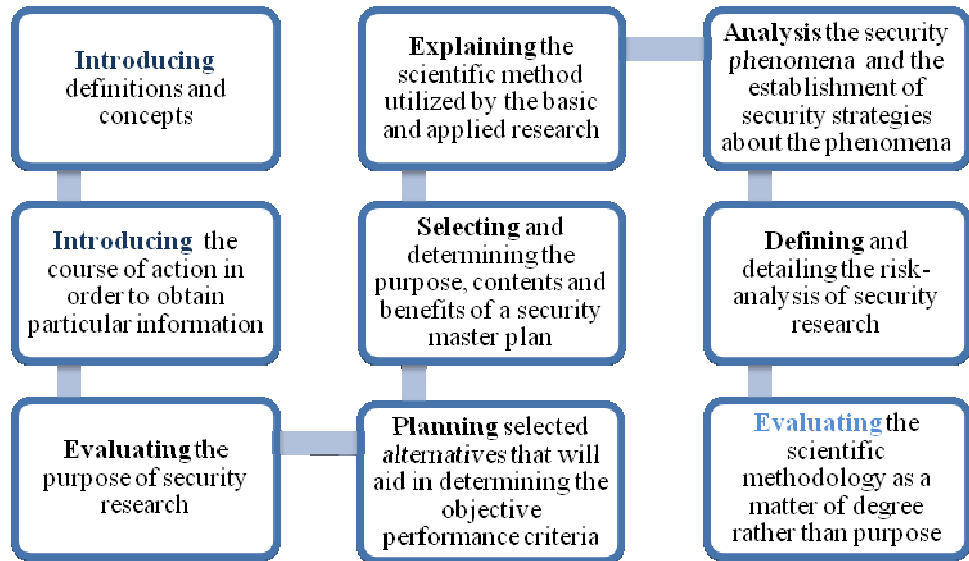 Introducing
definitions and
concepts
Introducing the
course of action in
order to obtain
particular information
Evaluating the
purpose of security
research
Planning selected
alternatives that will
aid in determining the
objective
performance criteria
Selecting and
determining the
purpose, contents and
benefits of a security
master plan
Explaining the
scientific method
utilized by the basic
and applied research
Analysis the security
phenomena and the
establishment of
security strategies
about the phenomena
Defining and
detailing the risk-
analysis of security
research
Evaluating the
scientific
methodology as a
matter of degree
rather than purpose